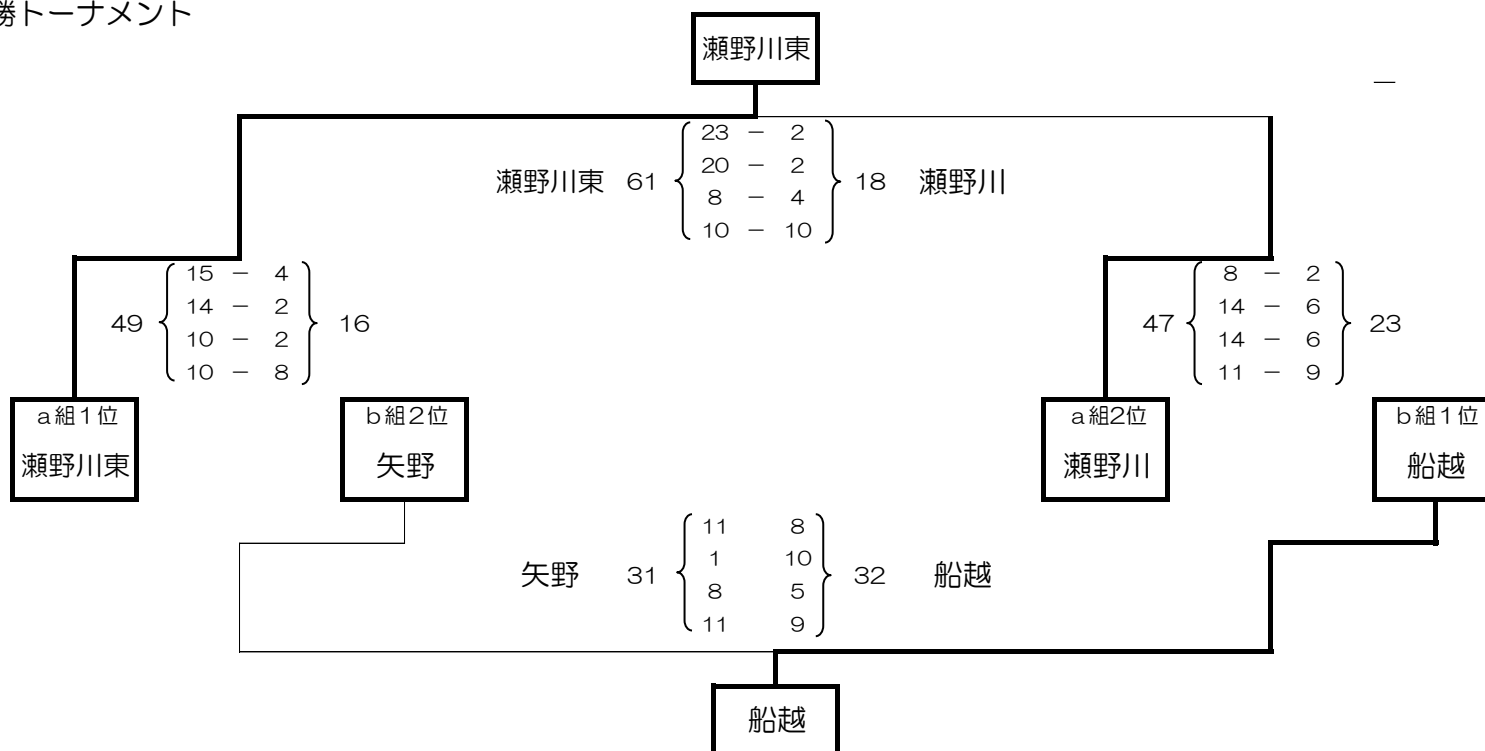 勝トーナメント
瀬野川東
－
23 － 2
20 － 2
瀬野川東 61 18 瀬野川
8 － 4
10 － 10
15 － 4
14 － 2
49 16
10 － 2
10 － 8
8 － 2
14 － 6
47 23
14 － 6
11 － 9
a組1位
瀬野川東
b組2位
矢野
a組2位
瀬野川
b組1位
船越
11 8
1 10
矢野 31 32 船越
8 5
11 9
船越